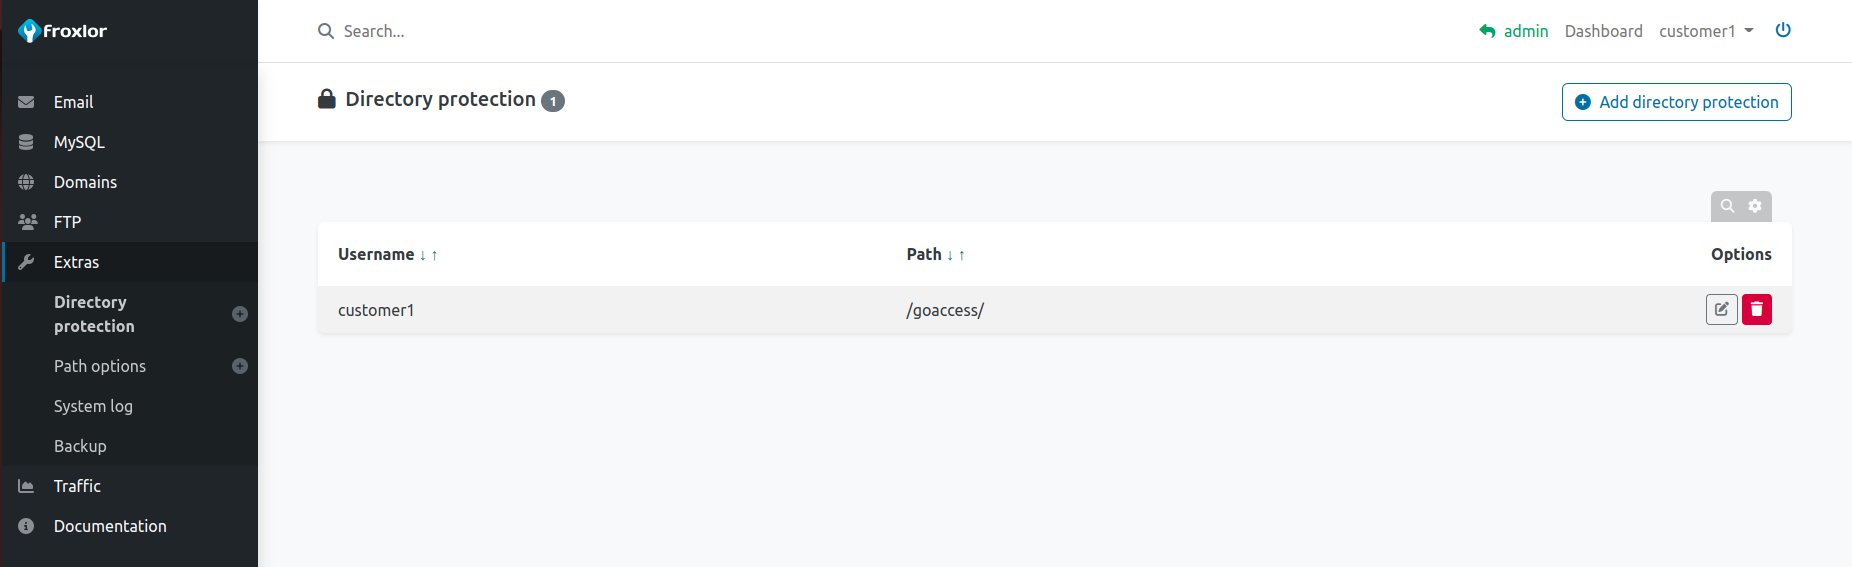 froxlor
Search...
admin Dashboard customer1
Email
MySQL
Domains
FTP
Extras
Directory
protection
Path options
System log
Backup
Traffic
Documentation
Directory protection 1
Add directory protection
Username ↓ ↑ Path ↓ ↑ Options
customer1 /goaccess/